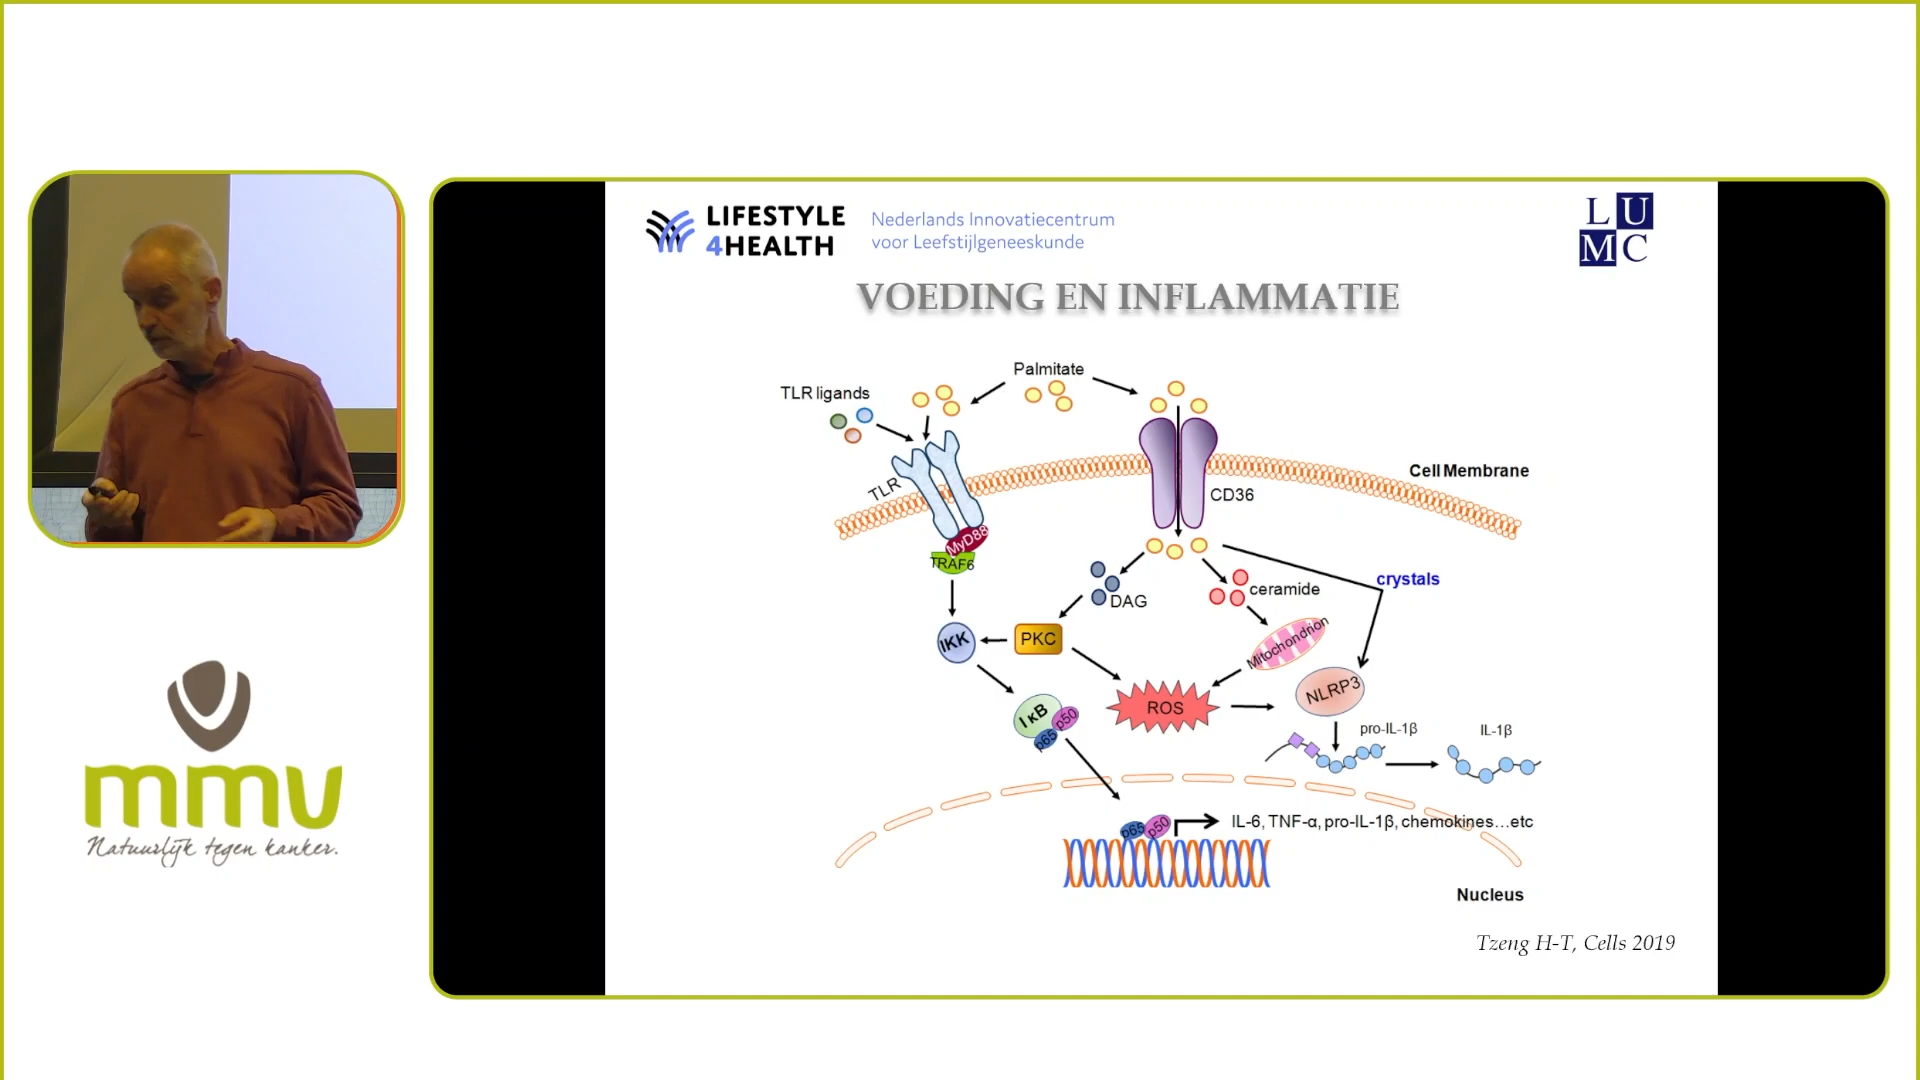 LIFESTYLE
4HEALTH
Nederlands Innovatiecentrum
voor Leefstijlgeneeskunde
L U
M C
VOEDING EN INFLAMMATIE
Palmitate
TLR ligands
Cell Membrane
TLR
CD36
MyD88
TRAF6
crystals
ceramide
DAG
IKK
PKC
Mitochondrion
NLRP3
ROS
IκB
p50
p65
pro-IL-1β
IL-1β
p65
p50
IL-6, TNF-α, pro-IL-1β, chemokines...etc
Nucleus
Tzeng H-T, Cells 2019
mmv
Natuurlijk tegen kanker.